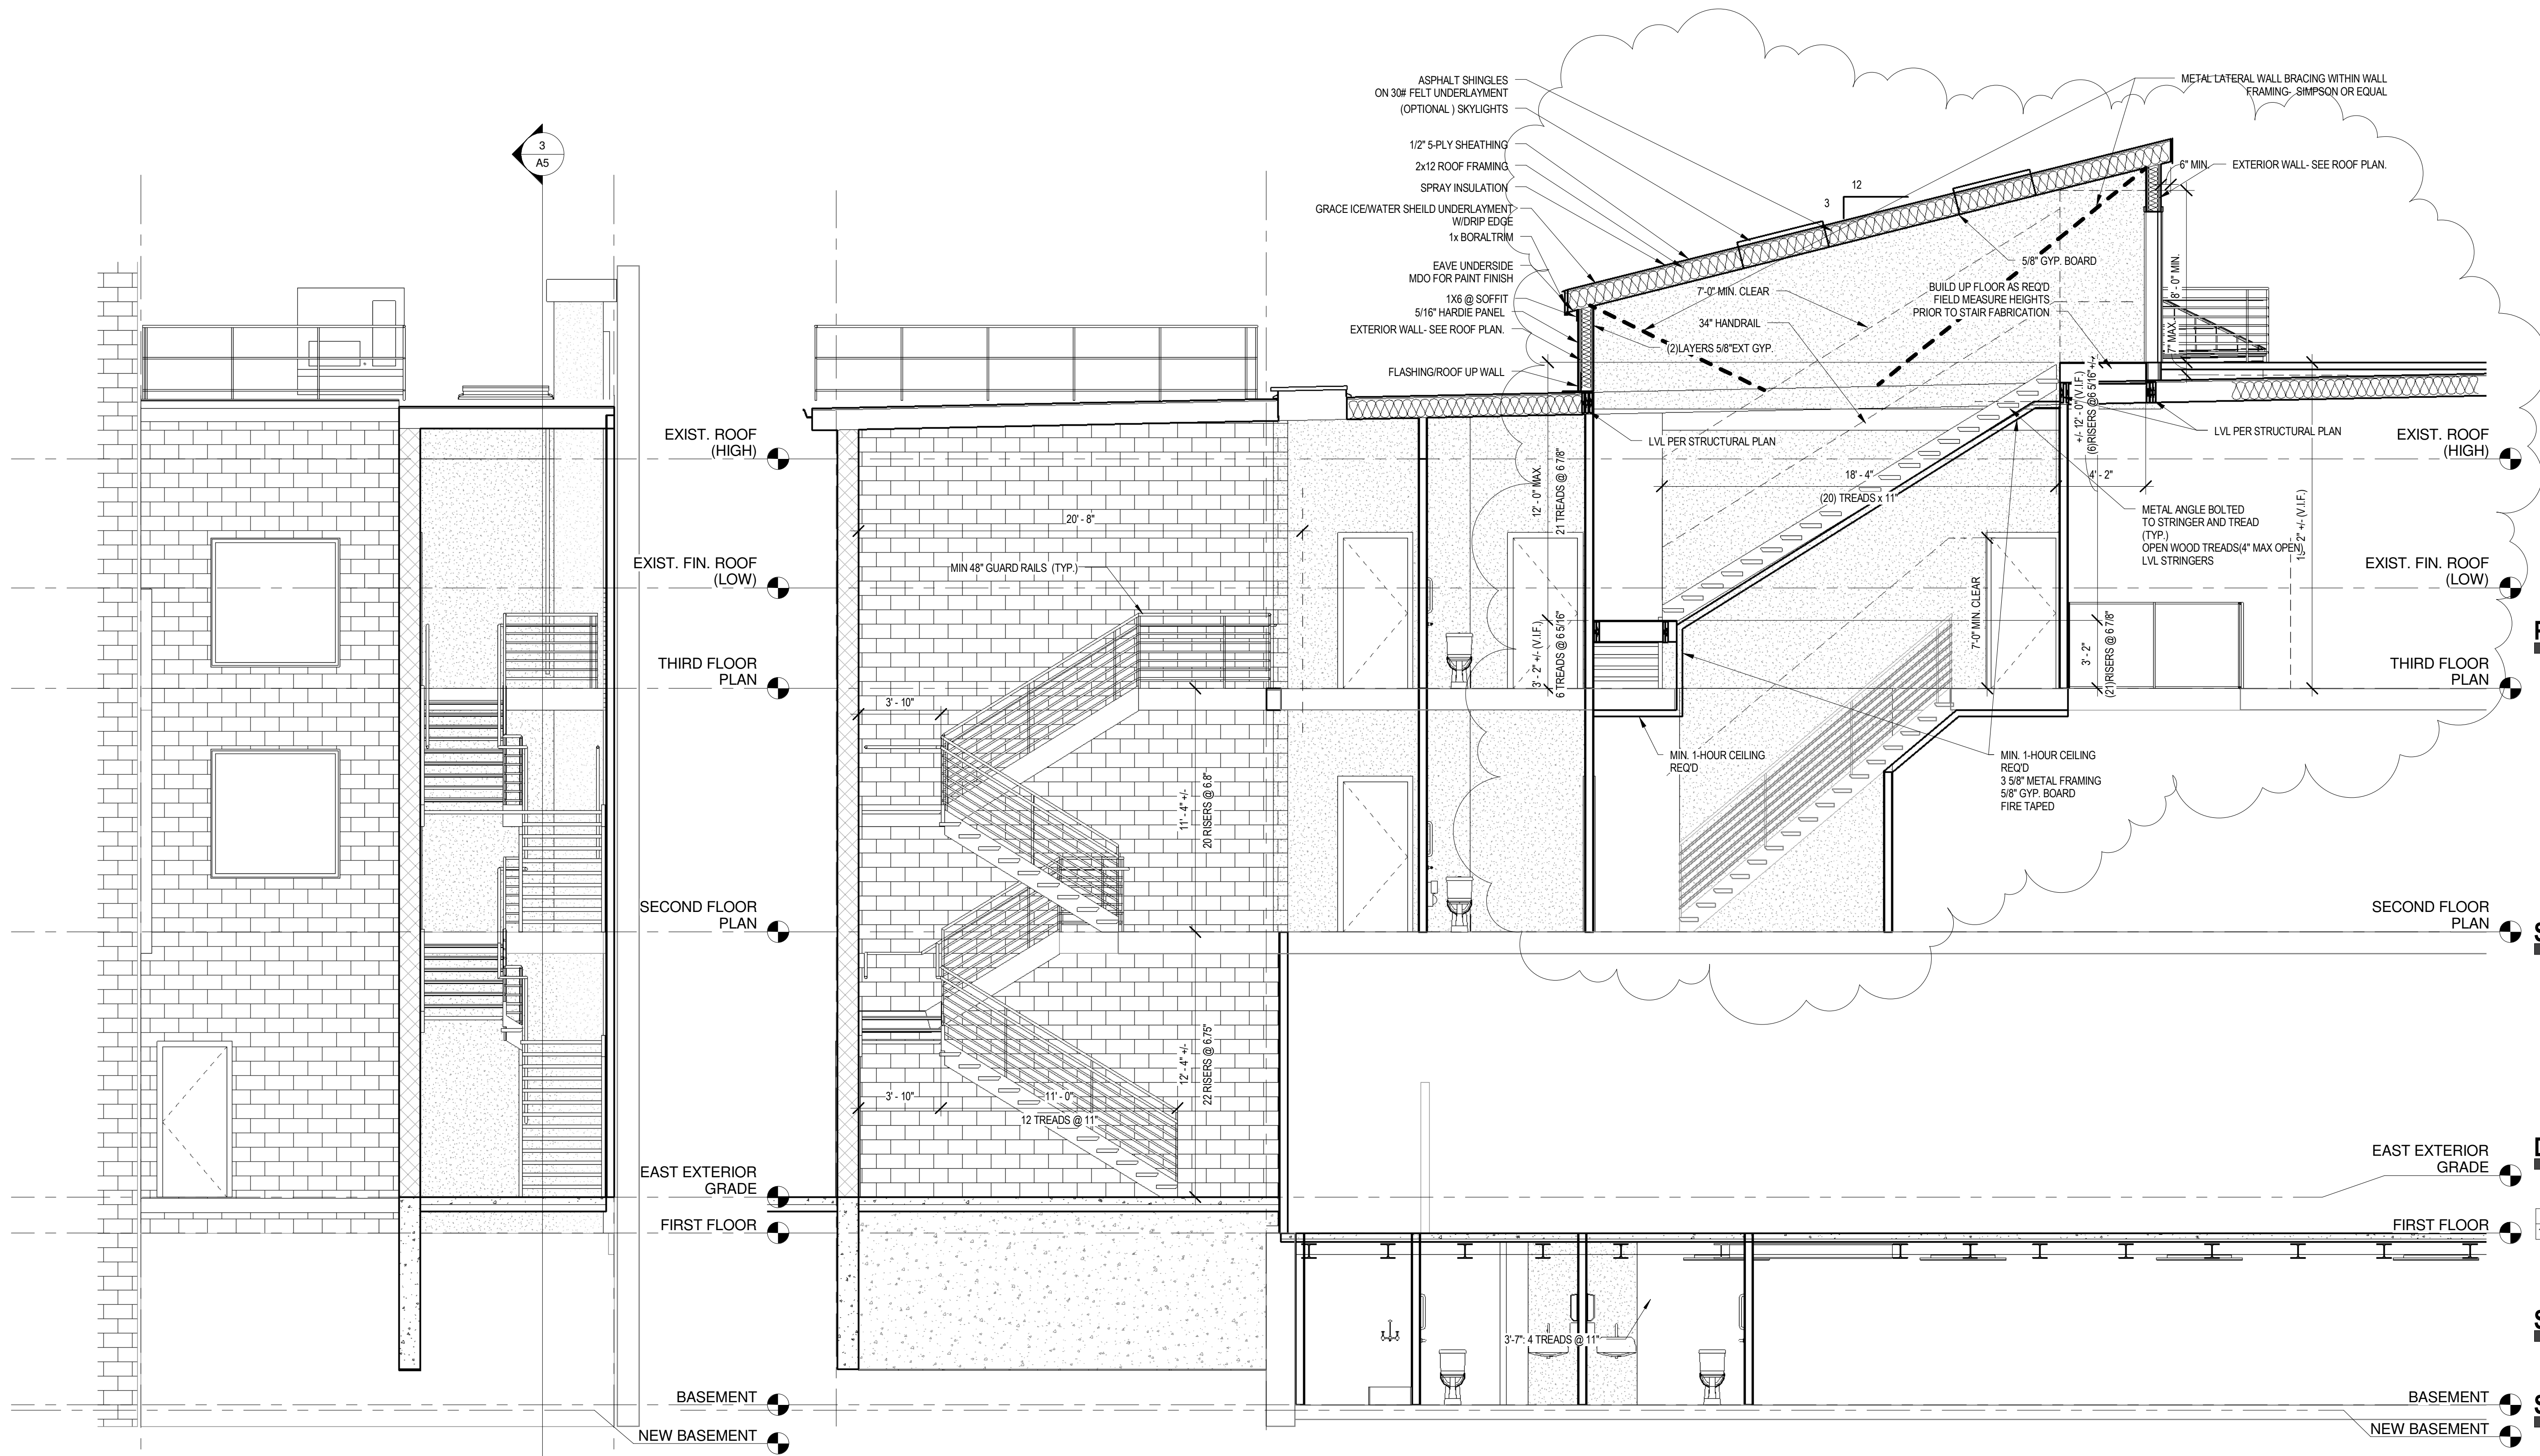 3
A5
EXIST. ROOF
(HIGH)
EXIST. FIN. ROOF
(LOW)
THIRD FLOOR
PLAN
SECOND FLOOR
PLAN
EAST EXTERIOR
GRADE
FIRST FLOOR
BASEMENT
NEW BASEMENT
20' - 8"
MIN 48" GUARD RAILS (TYP.)
3' - 10"
11' - 4" +/-
20 RISERS @ 6.8"
12' - 4" +/-
22 RISERS @ 6.75"
3' - 10"
11' - 0"
12 TREADS @ 11"
ASPHALT SHINGLES
ON 30# FELT UNDERLAYMENT
(OPTIONAL ) SKYLIGHTS
1/2" 5-PLY SHEATHING
2x12 ROOF FRAMING
SPRAY INSULATION
GRACE ICE/WATER SHEILD UNDERLAYMENT
W/DRIP EDGE
1x BORALTRIM
EAVE UNDERSIDE
MDO FOR PAINT FINISH
1X6 @ SOFFIT
5/16" HARDIE PANEL
EXTERIOR WALL- SEE ROOF PLAN.
FLASHING/ROOF UP WALL
METAL LATERAL WALL BRACING WITHIN WALL
FRAMING- SIMPSON OR EQUAL
6" MIN.
EXTERIOR WALL- SEE ROOF PLAN.
12
3
5/8" GYP. BOARD
7'-0" MIN. CLEAR
BUILD UP FLOOR AS REQ'D
FIELD MEASURE HEIGHTS
PRIOR TO STAIR FABRICATION
34" HANDRAIL
(2)LAYERS 5/8"EXT GYP.
8' - 0" MIN.
7" MAX.
LVL PER STRUCTURAL PLAN
LVL PER STRUCTURAL PLAN
+/- 12' - 0" (V.I.F.)
(6)RISERS @6 5/16"+/-
12' - 0" MAX.
21 TREADS @ 6 7/8"
18' - 4"
(20) TREADS x 11"
4' - 2"
METAL ANGLE BOLTED
TO STRINGER AND TREAD
(TYP.)
OPEN WOOD TREADS(4" MAX OPEN)
LVL STRINGERS
2" +/- (V.I.F.)
3' - 2" +/- (V.I.F.)
6 TREADS @ 6 5/16"
7'-0" MIN. CLEAR
3' - 2"
(21)RISERS @ 6 7/8"
MIN. 1-HOUR CEILING
REQ'D
MIN. 1-HOUR CEILING
REQ'D
3 5/8" METAL FRAMING
5/8" GYP. BOARD
FIRE TAPED
3'-7": 4 TREADS @ 11"
EXIST. ROOF
(HIGH)
EXIST. FIN. ROOF
(LOW)
THIRD FLOOR
PLAN
SECOND FLOOR
PLAN
EAST EXTERIOR
GRADE
FIRST FLOOR
BASEMENT
NEW BASEMENT